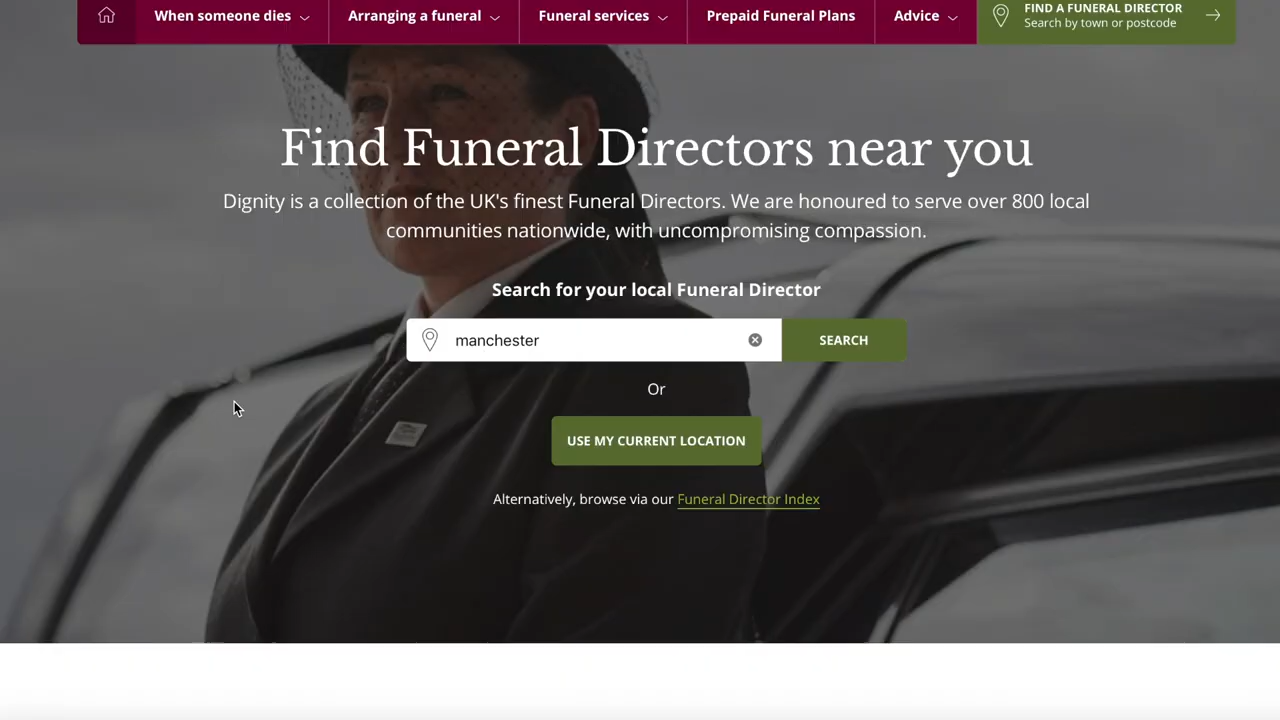 When someone dies
Arranging a funeral
Funeral services
Prepaid Funeral Plans
Advice
FIND A FUNERAL DIRECTOR
Search by town or postcode
Find Funeral Directors near you
Dignity is a collection of the UK's finest Funeral Directors. We are honoured to serve over 800 local
communities nationwide, with uncompromising compassion.
Search for your local Funeral Director
manchester
SEARCH
Or
USE MY CURRENT LOCATION
Alternatively, browse via our Funeral Director Index